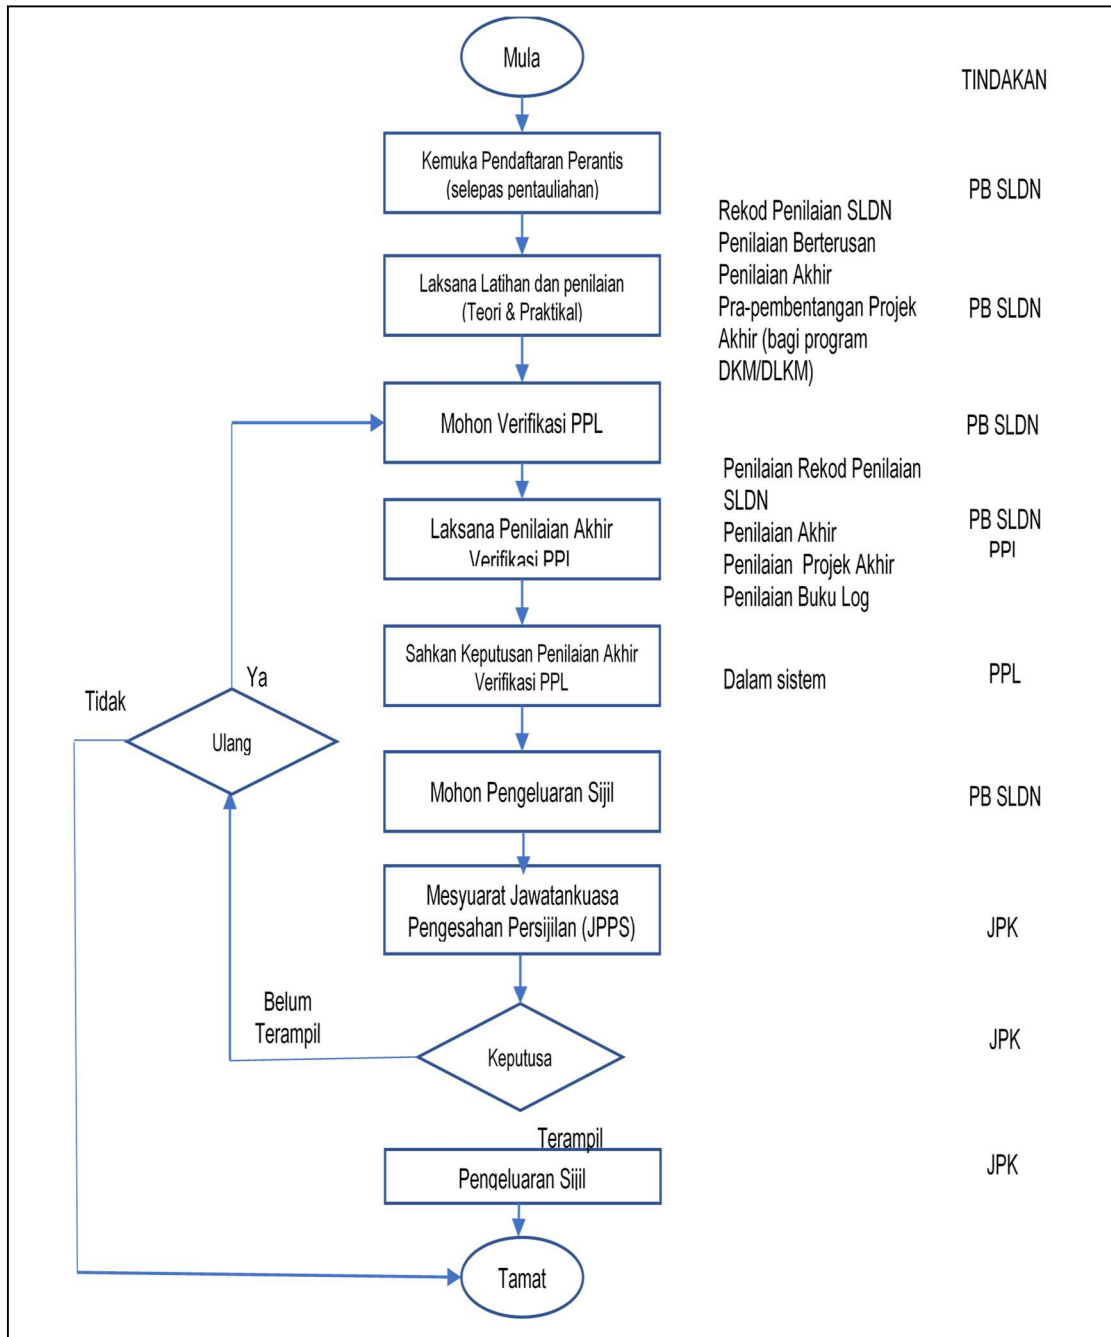 Mula
TINDAKAN
Kemuka Pendaftaran Perantis
(selepas pentauliahan)
PB SLDN
Rekod Penilaian SLDN
Penilaian Berterusan
Penilaian Akhir
Pra-pembentangan Projek
Akhir (bagi program
DKM/DLKM)
Laksana Latihan dan penilaian
(Teori & Praktikal)
PB SLDN
Mohon Verifikasi PPL
PB SLDN
Penilaian Rekod Penilaian
SLDN
Penilaian Akhir
Penilaian Projek Akhir
Penilaian Buku Log
Laksana Penilaian Akhir
Verifikasi PPL
PB SLDN
PPL
Sahkan Keputusan Penilaian Akhir
Verifikasi PPL
Dalam sistem
PPL
Ya
Tidak
Ulang
Mohon Pengeluaran Sijil
PB SLDN
Mesyuarat Jawatankuasa
Pengesahan Persijilan (JPPS)
JPK
Belum
Terampil
Keputusa
JPK
Terampil
Pengeluaran Sijil
JPK
Tamat